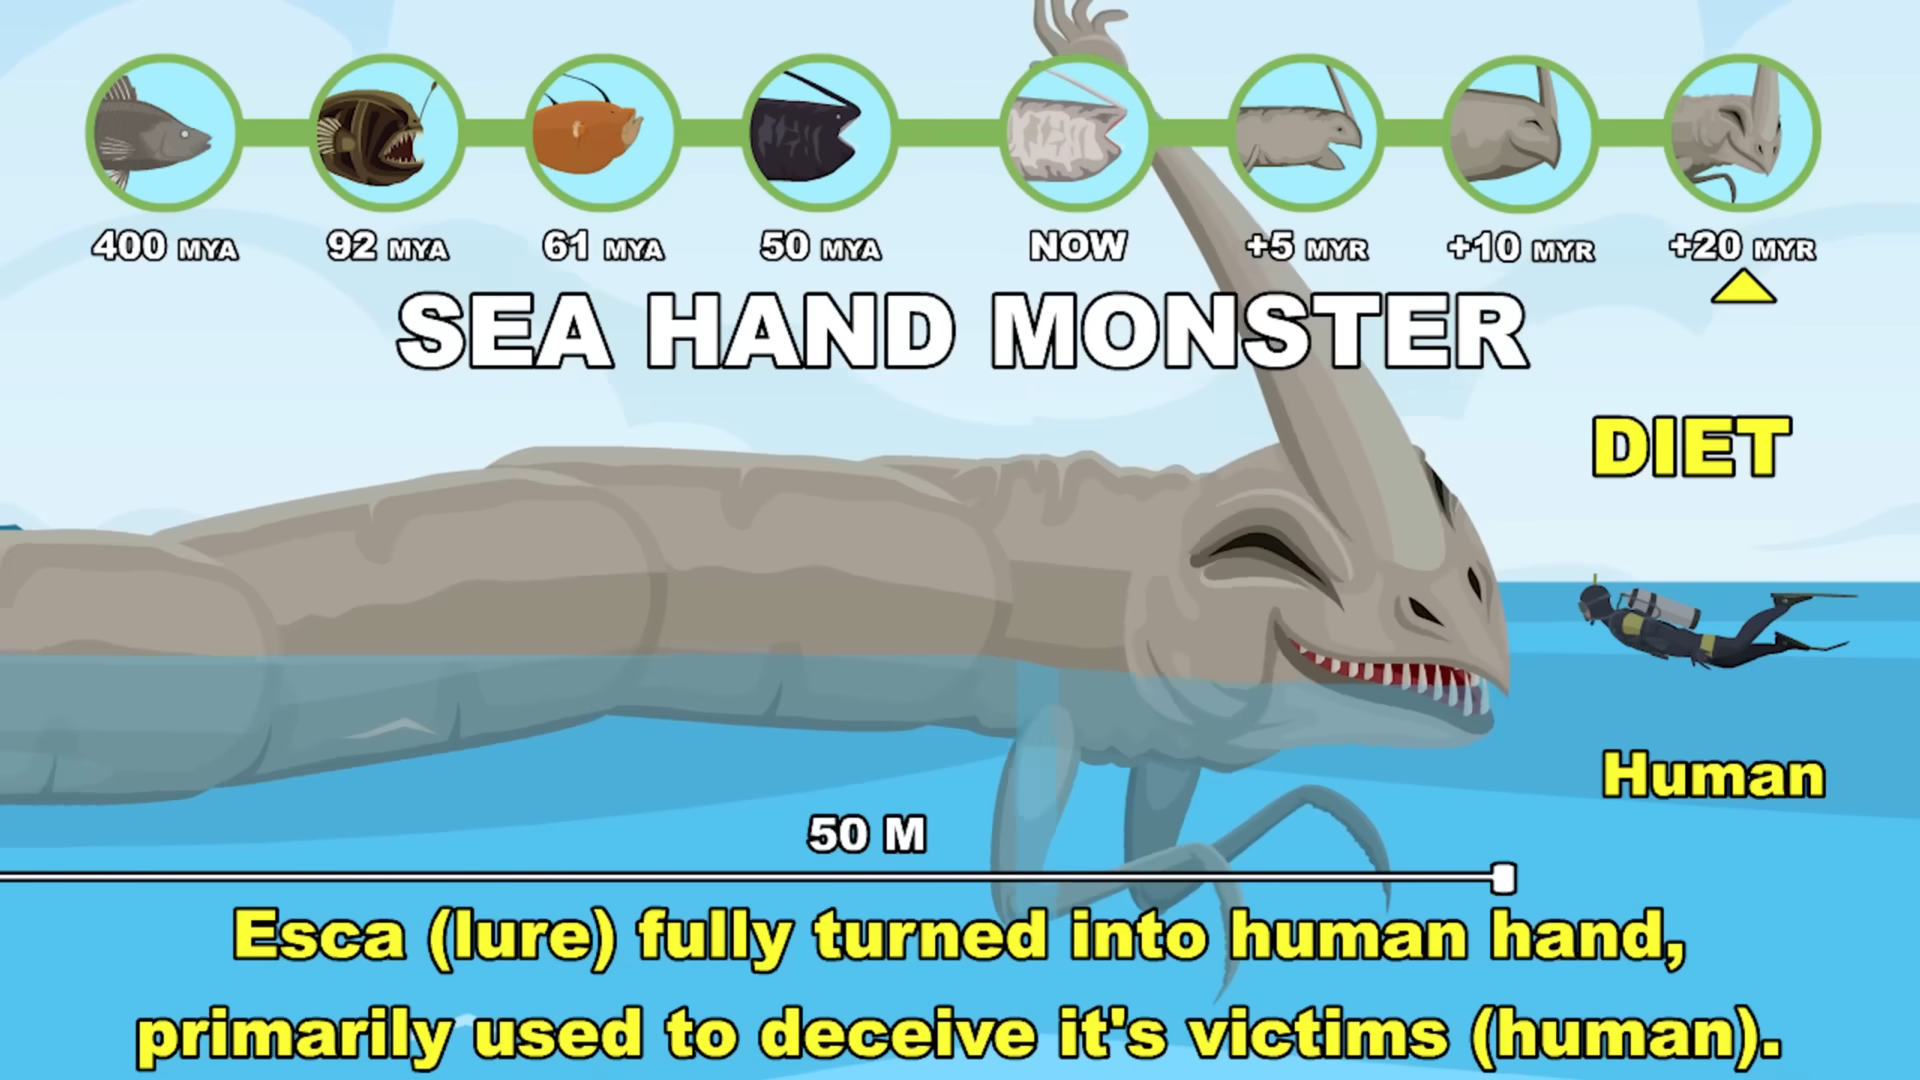 400 MYA
92 MYA
61 MYA
50 MYA
NOW
+5 MYR
+10 MYR
+20 MYR
SEA HAND MONSTER
DIET
Human
50 M
Esca (lure) fully turned into human hand,
primarily used to deceive it's victims (human).